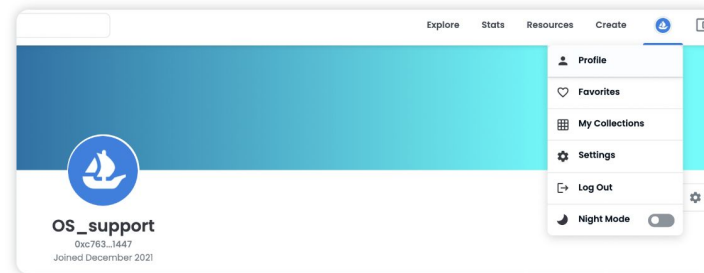 Explore Stats Resources Create
Profile
Favorites
My Collections
Settings
Log Out
Night Mode
OS_support
0xc763...1447
Joined December 2021